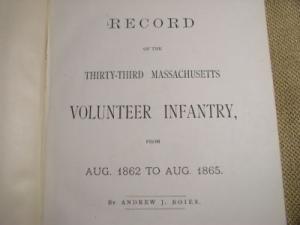 RECORD
OF THE
THIRTY-THIRD MASSACHUSETTS
VOLUNTEER INFANTRY,
FROM
AUG. 1862 TO AUG. 1865.
BY ANDREW J. BOIES.